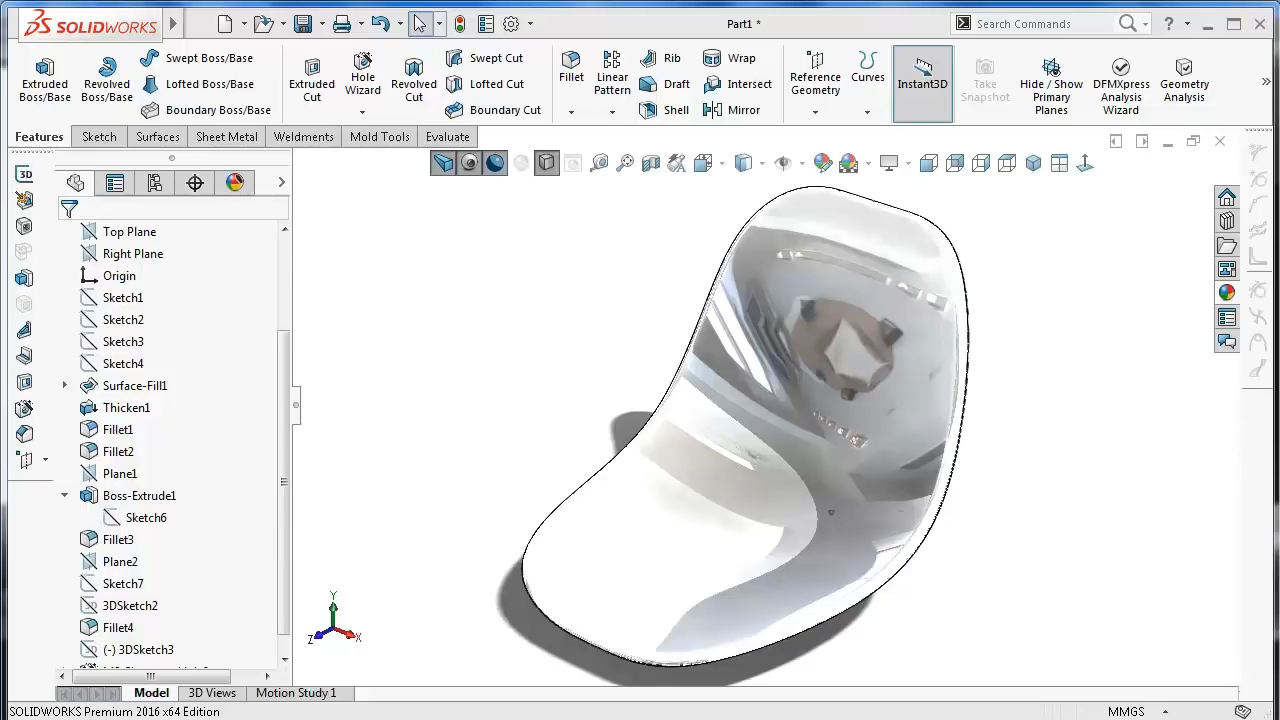 SOLIDWORKS
Part1 *
Search Commands
Extruded Boss/Base
Revolved Boss/Base
Swept Boss/Base
Lofted Boss/Base
Boundary Boss/Base
Extruded Cut
Hole Wizard
Revolved Cut
Swept Cut
Lofted Cut
Boundary Cut
Fillet
Linear Pattern
Rib
Draft
Shell
Wrap
Intersect
Mirror
Reference Geometry
Curves
Instant3D
Take Snapshot
Hide / Show Primary Planes
DFMXpress Analysis Wizard
Geometry Analysis
Features
Sketch
Surfaces
Sheet Metal
Weldments
Mold Tools
Evaluate
3D
Top Plane
Right Plane
Origin
Sketch1
Sketch2
Sketch3
Sketch4
Surface-Fill1
Thicken1
Fillet1
Fillet2
Plane1
Boss-Extrude1
Sketch6
Fillet3
Plane2
Sketch7
3DSketch2
Fillet4
(-) 3DSketch3
Y
Z
X
Model
3D Views
Motion Study 1
SOLIDWORKS Premium 2016 x64 Edition
MMGS